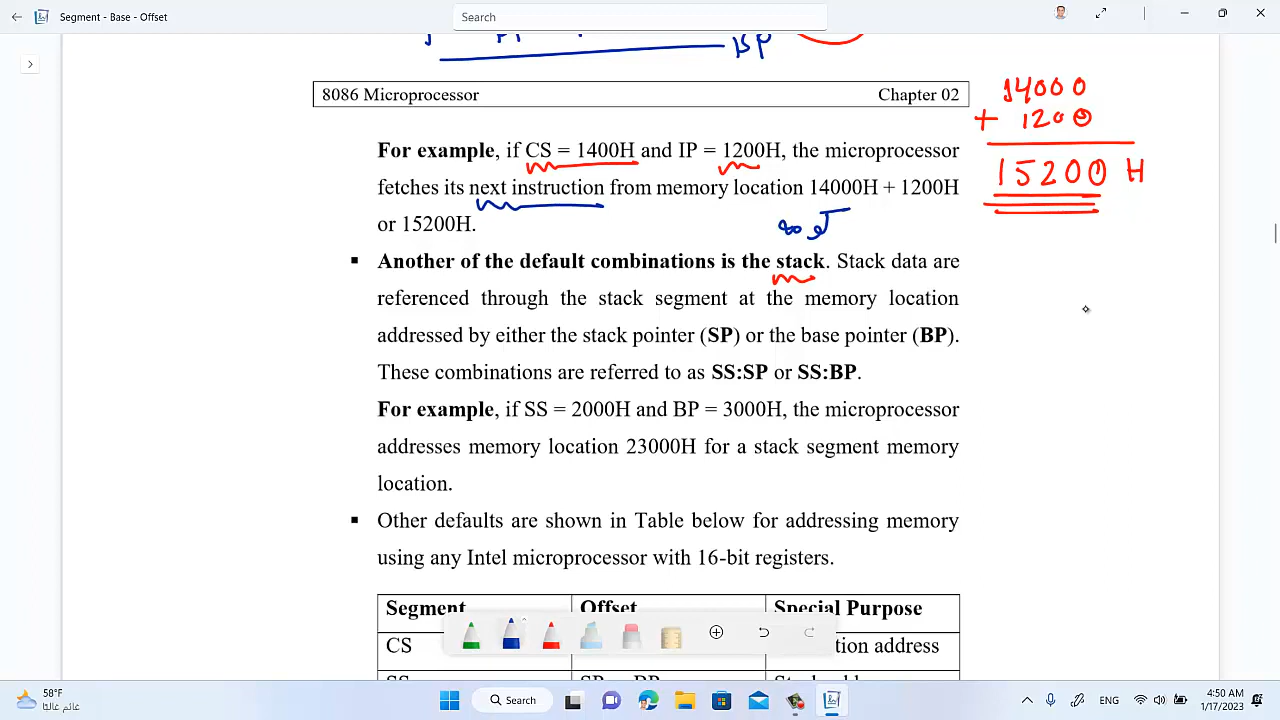 Segment - Base - Offset
Search
BP
8086 Microprocessor Chapter 02
14000
+ 1200
15200 H
For example, if CS = 1400H and IP = 1200H, the microprocessor
fetches its next instruction from memory location 14000H + 1200H
or 15200H.
▪ Another of the default combinations is the stack. Stack data are
referenced through the stack segment at the memory location
addressed by either the stack pointer (SP) or the base pointer (BP).
These combinations are referred to as SS:SP or SS:BP.
For example, if SS = 2000H and BP = 3000H, the microprocessor
addresses memory location 23000H for a stack segment memory
location.
▪ Other defaults are shown in Table below for addressing memory
using any Intel microprocessor with 16-bit registers.
Segment Offset Special Purpose
CS tion address
58°F
غائم غالبًا
Search
ENG
4:50 AM
1/17/2023